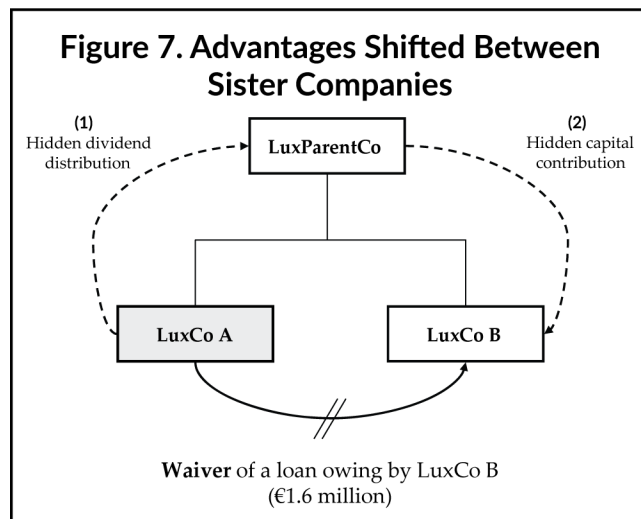 Figure 7. Advantages Shifted Between
Sister Companies
(1)
Hidden dividend
distribution
LuxParentCo
(2)
Hidden capital
contribution
LuxCo A
LuxCo B
Waiver of a loan owing by LuxCo B
(€1.6 million)